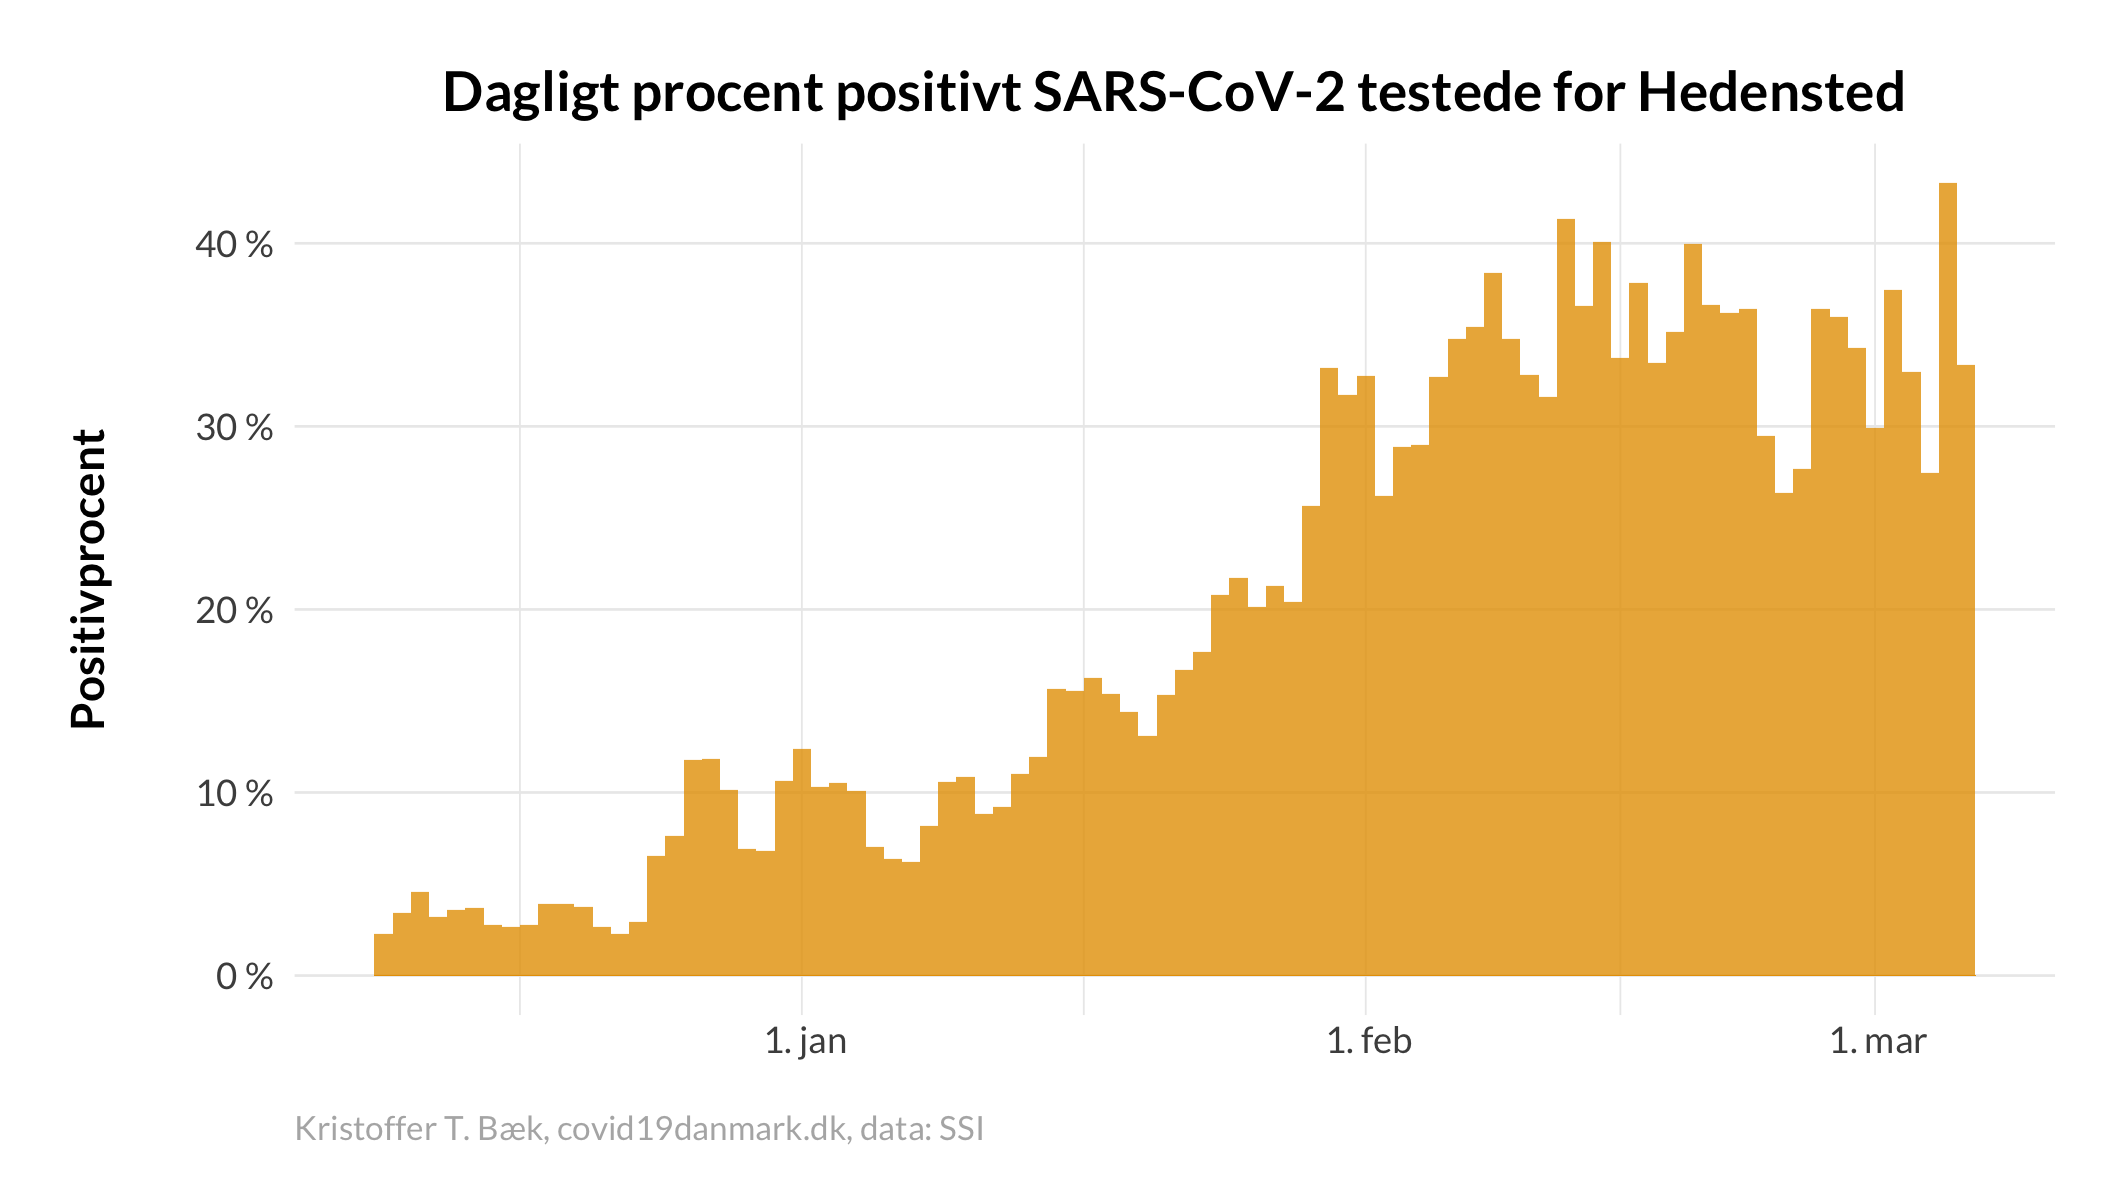 Dagligt procent positivt SARS-CoV-2 testede for Hedensted
Positivprocent
40 %
30 %
20 %
10 %
0 %
1. jan
1. feb
1. mar
Kristoffer T. Bæk, covid19danmark.dk, data: SSI